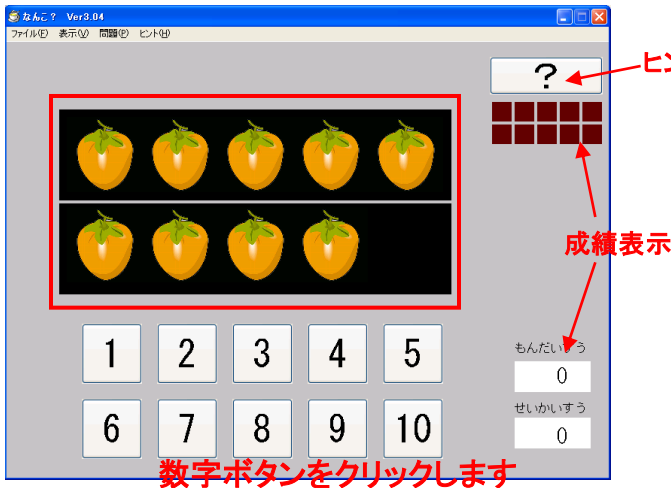 なんこ？ Ver3.04
ファイル(F) 表示(V) 問題(P) ヒント(H)
?
ヒン
成績表示
1 2 3 4 5
もんだいすう
0
6 7 8 9 10
せいかいすう
0
数字ボタンをクリックします